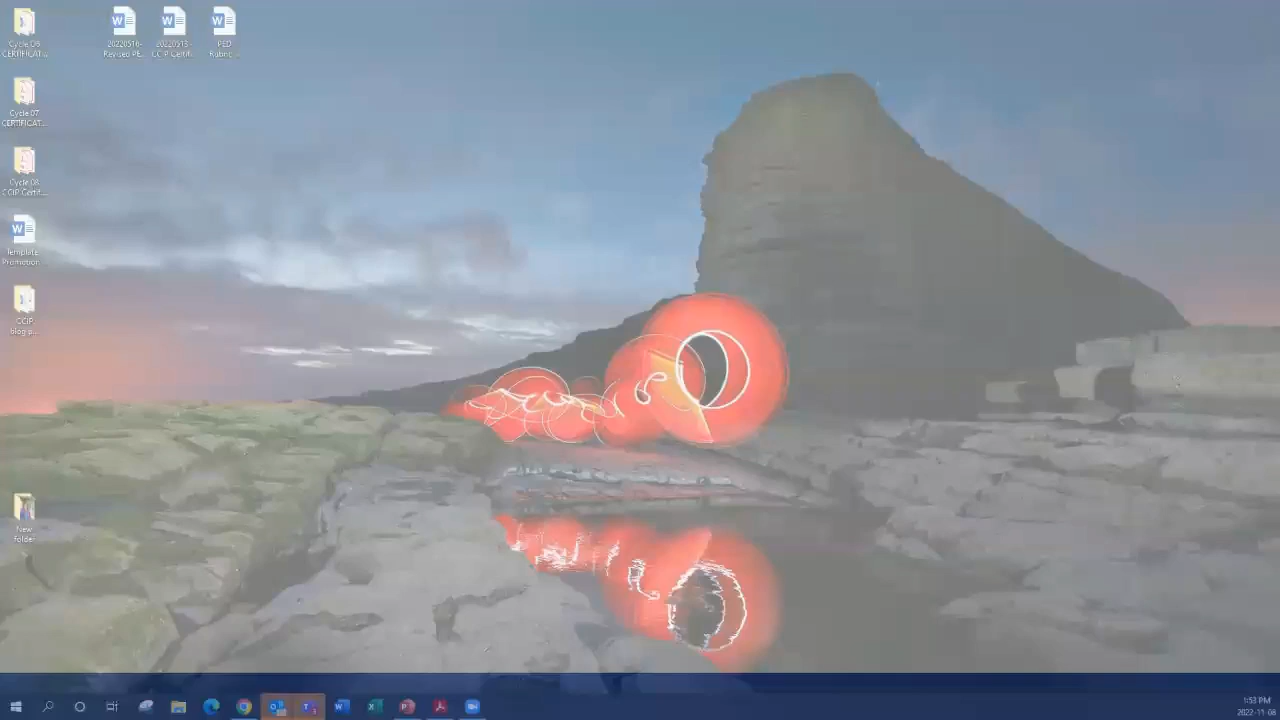 Cycle 06
CERTIFICAT...
20220516-
Revised PE...
20220513-
CCIP Certifi...
PED
Rubric...
Cycle 07
CERTIFICAT...
Cycle 08
CCIP Certif...
Template
Promotion...
CCIP
blog p...
New
folder
1:53 PM
2022-11-08